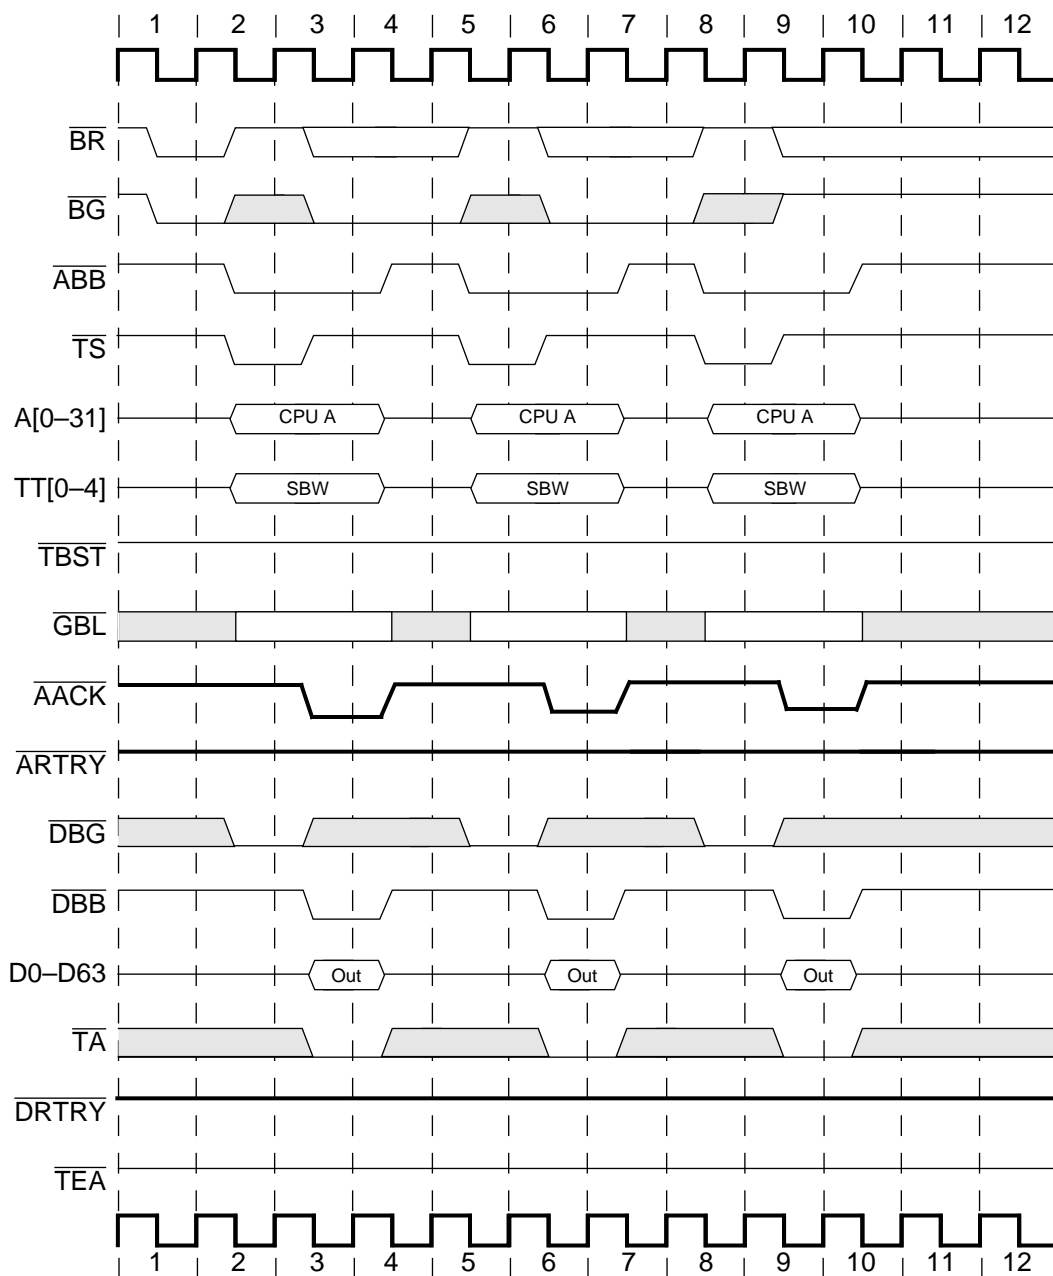 1 2 3 4 5 6 7 8 9 10 11 12
BR
BG
ABB
TS
A[0–31] CPU A CPU A CPU A
TT[0–4] SBW SBW SBW
TBST
GBL
AACK
ARTRY
DBG
DBB
D0–D63 Out Out Out
TA
DRTRY
TEA
1 2 3 4 5 6 7 8 9 10 11 12